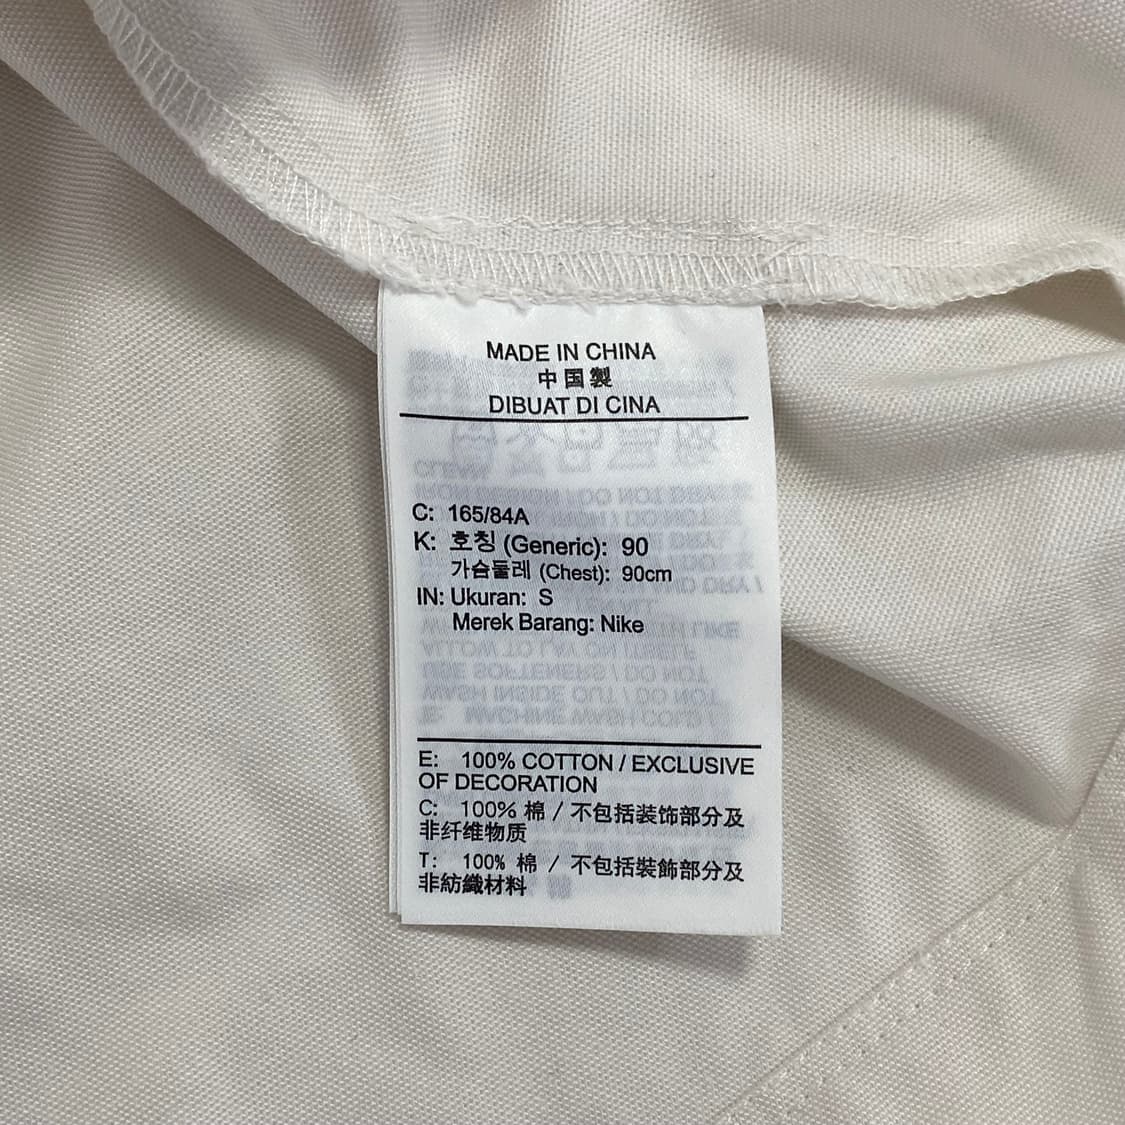 MADE IN CHINA
中国製
DIBUAT DI CINA
C: 165/84A
K: 호칭 (Generic): 90
가슴둘레 (Chest): 90cm
IN: Ukuran: S
Merek Barang: Nike
E: 100% COTTON / EXCLUSIVE
OF DECORATION
C: 100% 棉 / 不包括装饰部分及
非纤维物质
T: 100% 棉 / 不包括裝飾部分及
非紡織材料